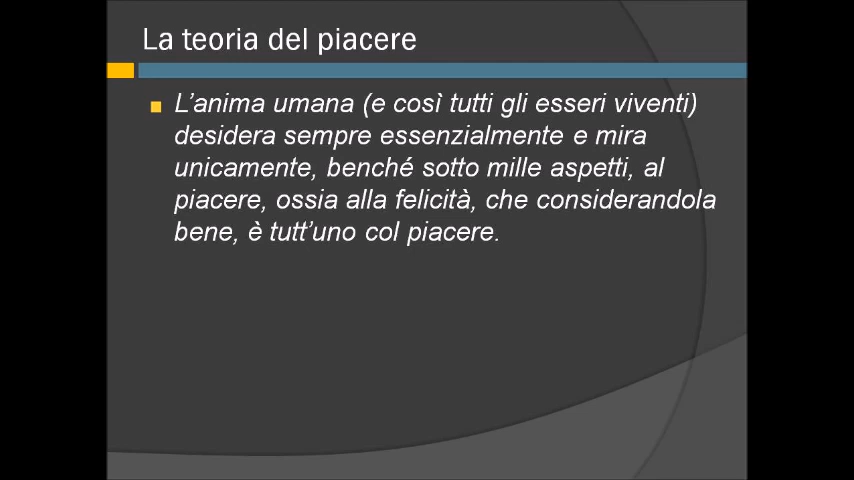 La teoria del piacere
L’anima umana (e così tutti gli esseri viventi)
desidera sempre essenzialmente e mira
unicamente, benché sotto mille aspetti, al
piacere, ossia alla felicità, che considerandola
bene, è tutt’uno col piacere.